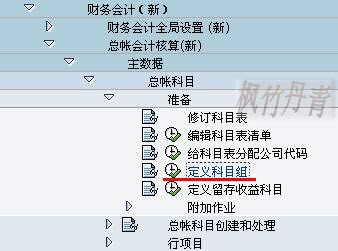 财务会计（新）
财务会计全局设置 (新)
总帐会计核算(新)
主数据
总帐科目
准备
枫竹丹青
修订科目表
编辑科目表清单
给科目表分配公司代码
定义科目组
定义留存收益科目
附加作业
总帐科目创建和处理
行项目